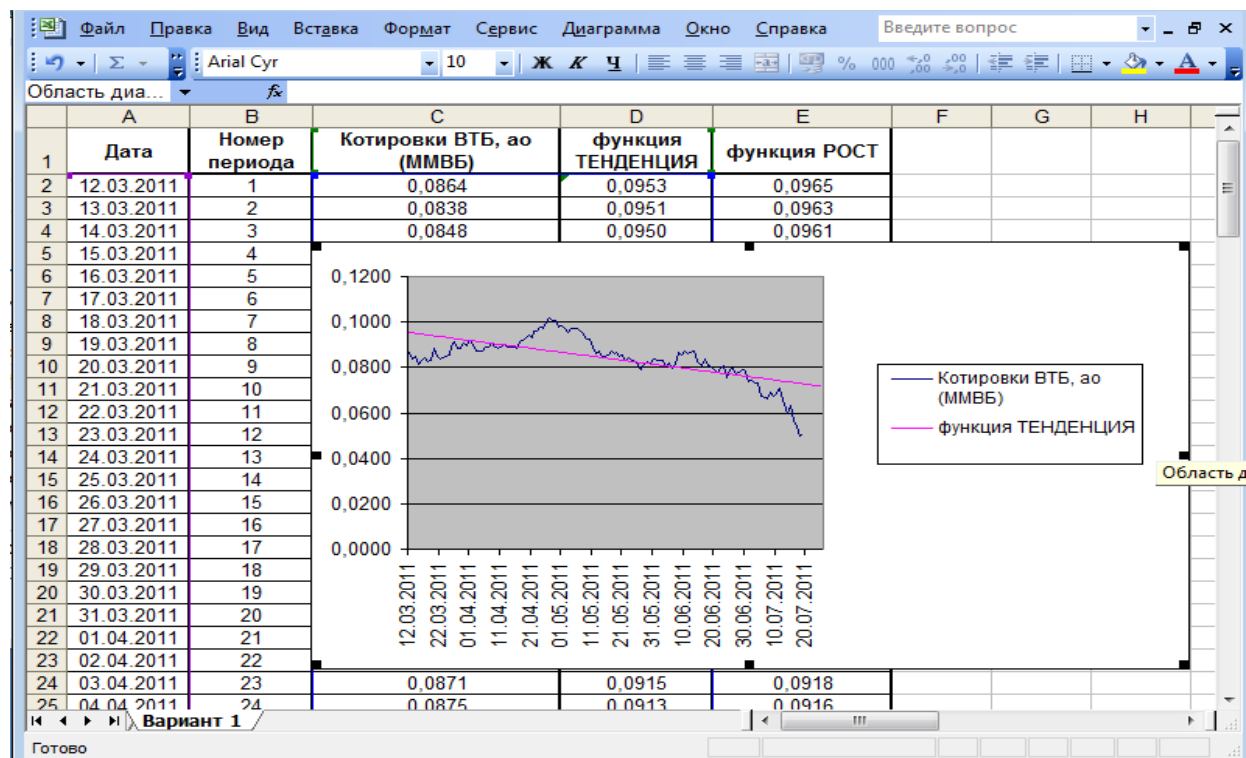 Файл Правка Вид Вставка Формат Сервис Диаграмма Окно Справка Введите вопрос
Arial Cyr 10 Ж К Ч % 000
Область диа... fx
A B C D E F G H
1 Дата Номер периода Котировки ВТБ, ао (ММВБ) функция ТЕНДЕНЦИЯ функция РОСТ
2 12.03.2011 1 0,0864 0,0953 0,0965
3 13.03.2011 2 0,0838 0,0951 0,0963
4 14.03.2011 3 0,0848 0,0950 0,0961
5 15.03.2011 4
6 16.03.2011 5
7 17.03.2011 6
8 18.03.2011 7
9 19.03.2011 8
10 20.03.2011 9
11 21.03.2011 10
12 22.03.2011 11
13 23.03.2011 12
14 24.03.2011 13
15 25.03.2011 14
16 26.03.2011 15
17 27.03.2011 16
18 28.03.2011 17
19 29.03.2011 18
20 30.03.2011 19
21 31.03.2011 20
22 01.04.2011 21
23 02.04.2011 22
24 03.04.2011 23 0,0871 0,0915 0,0918
25 04.04.2011 24 0,0875 0,0913 0,0916
0,1200
0,1000
0,0800
0,0600
0,0400
0,0200
0,0000
12.03.2011
22.03.2011
01.04.2011
11.04.2011
21.04.2011
01.05.2011
11.05.2011
21.05.2011
31.05.2011
10.06.2011
20.06.2011
30.06.2011
10.07.2011
20.07.2011
Котировки ВТБ, ао
(ММВБ)
функция ТЕНДЕНЦИЯ
Область д
Вариант 1
Готово